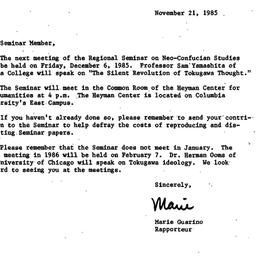 November 21, 1985
Seminar Member,
The next meeting of the Regional Seminar on Neo-Confucian Studies
be held on Friday, December 6, 1985. Professor Sam Yamashita of
a College will speak on "The Silent Revolution of Tokugawa Thought."
The Seminar will meet in the Common Room of the Heyman Center for
umanities at 4 p.m. The Heyman Center is located on Columbia
rsity's East Campus.
If you haven't already done so, please remember to send your contri-
n to the Seminar to help defray the costs of reproducing and dis-
ting Seminar papers.
Please remember that the Seminar does not meet in January. The
meeting in 1986 will be held on February 7. Dr. Herman Ooms of
niversity of Chicago will speak on Tokugawa ideology. We look
rd to seeing you at the meetings.
Sincerely,
Marie
Marie Guarino
Rapporteur